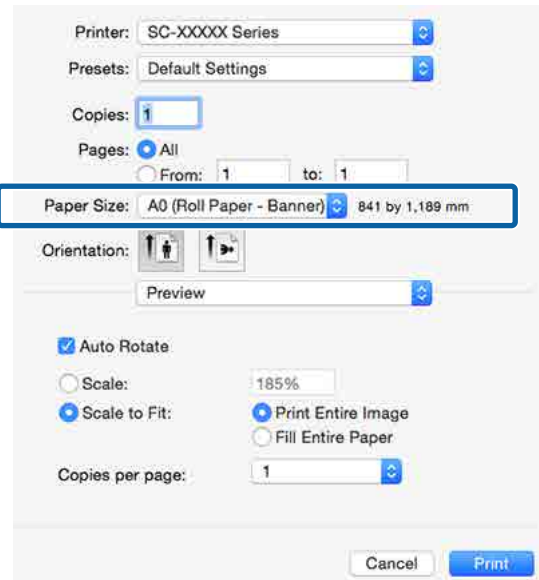 Printer: SC-XXXXX Series
Presets: Default Settings
Copies: 1
Pages: All
From: 1 to: 1
Paper Size: A0 (Roll Paper - Banner) 841 by 1,189 mm
Orientation:
Preview
Auto Rotate
Scale: 185%
Scale to Fit: Print Entire Image
Fill Entire Paper
Copies per page: 1
Cancel Print